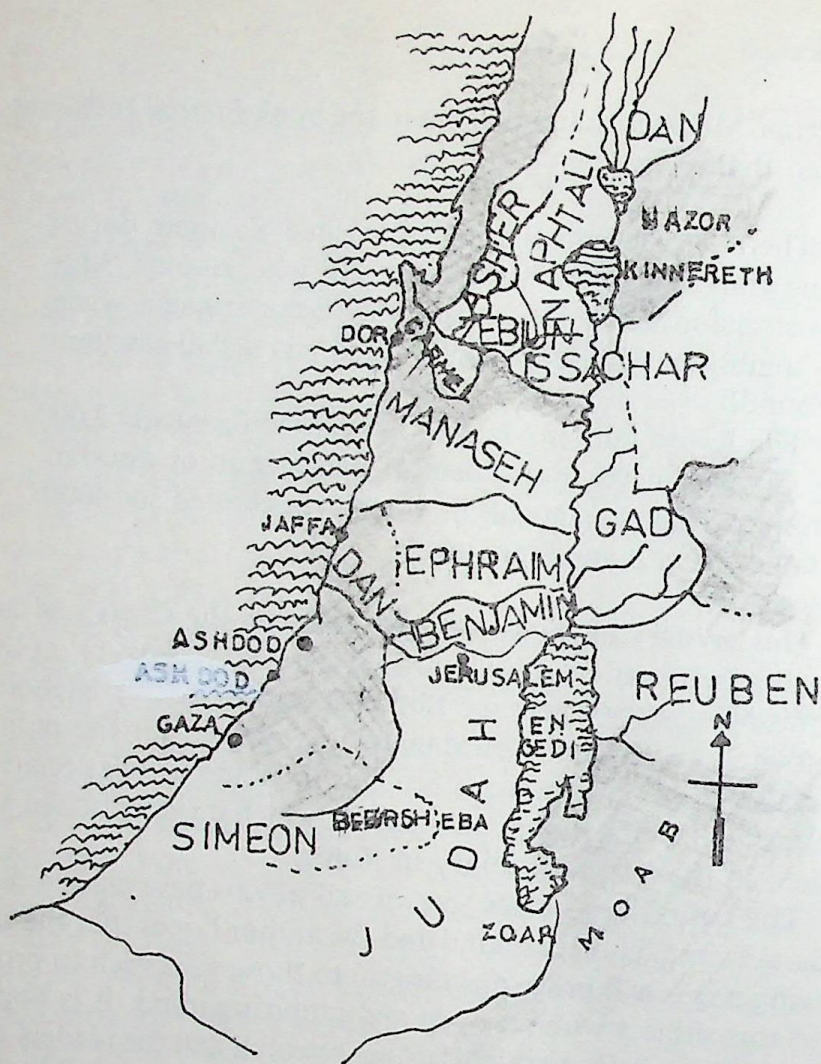 DAN
ASHER
NAPHTALI
HAZOR
KINNERETH
ZEBIUN
DOR
CARMEL
ISSACHAR
MANASEH
GAD
JAFFA
DAN
EPHRAIM
BENJAMIN
ASHDOD
ASHDOD
JERUSALEM
REUBEN
GAZA
EN
GEDI
N
SIMEON
BEERSHEBA
JUDAH
MOAB
ZOAR